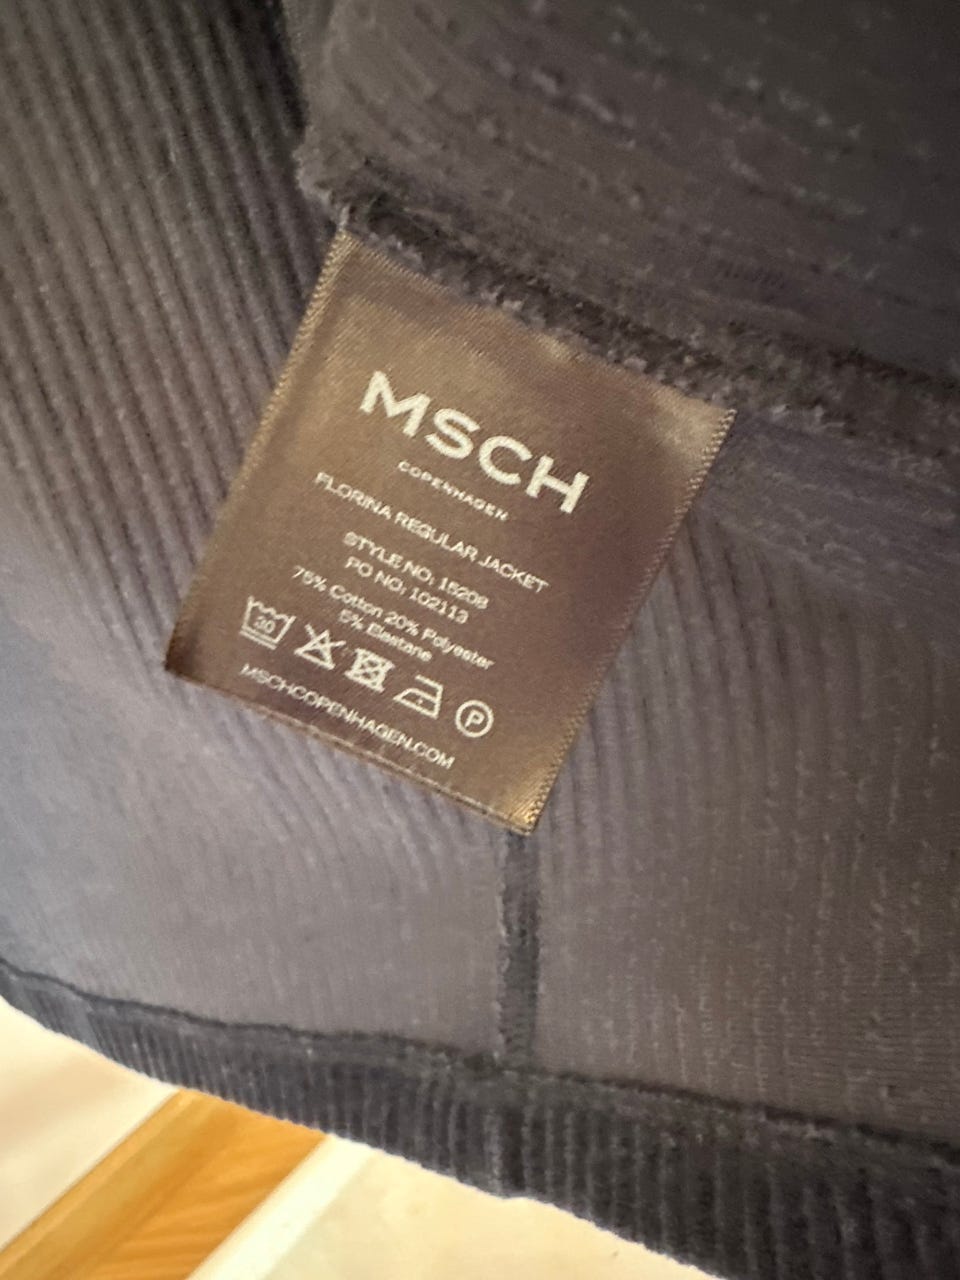 MSCH
COPENHAGEN
FLORINA REGULAR JACKET
STYLE NO: 15208
PO NO: 102113
75% Cotton 20% Polyester
5% Elastane
30
P
MSCHCOPENHAGEN.COM